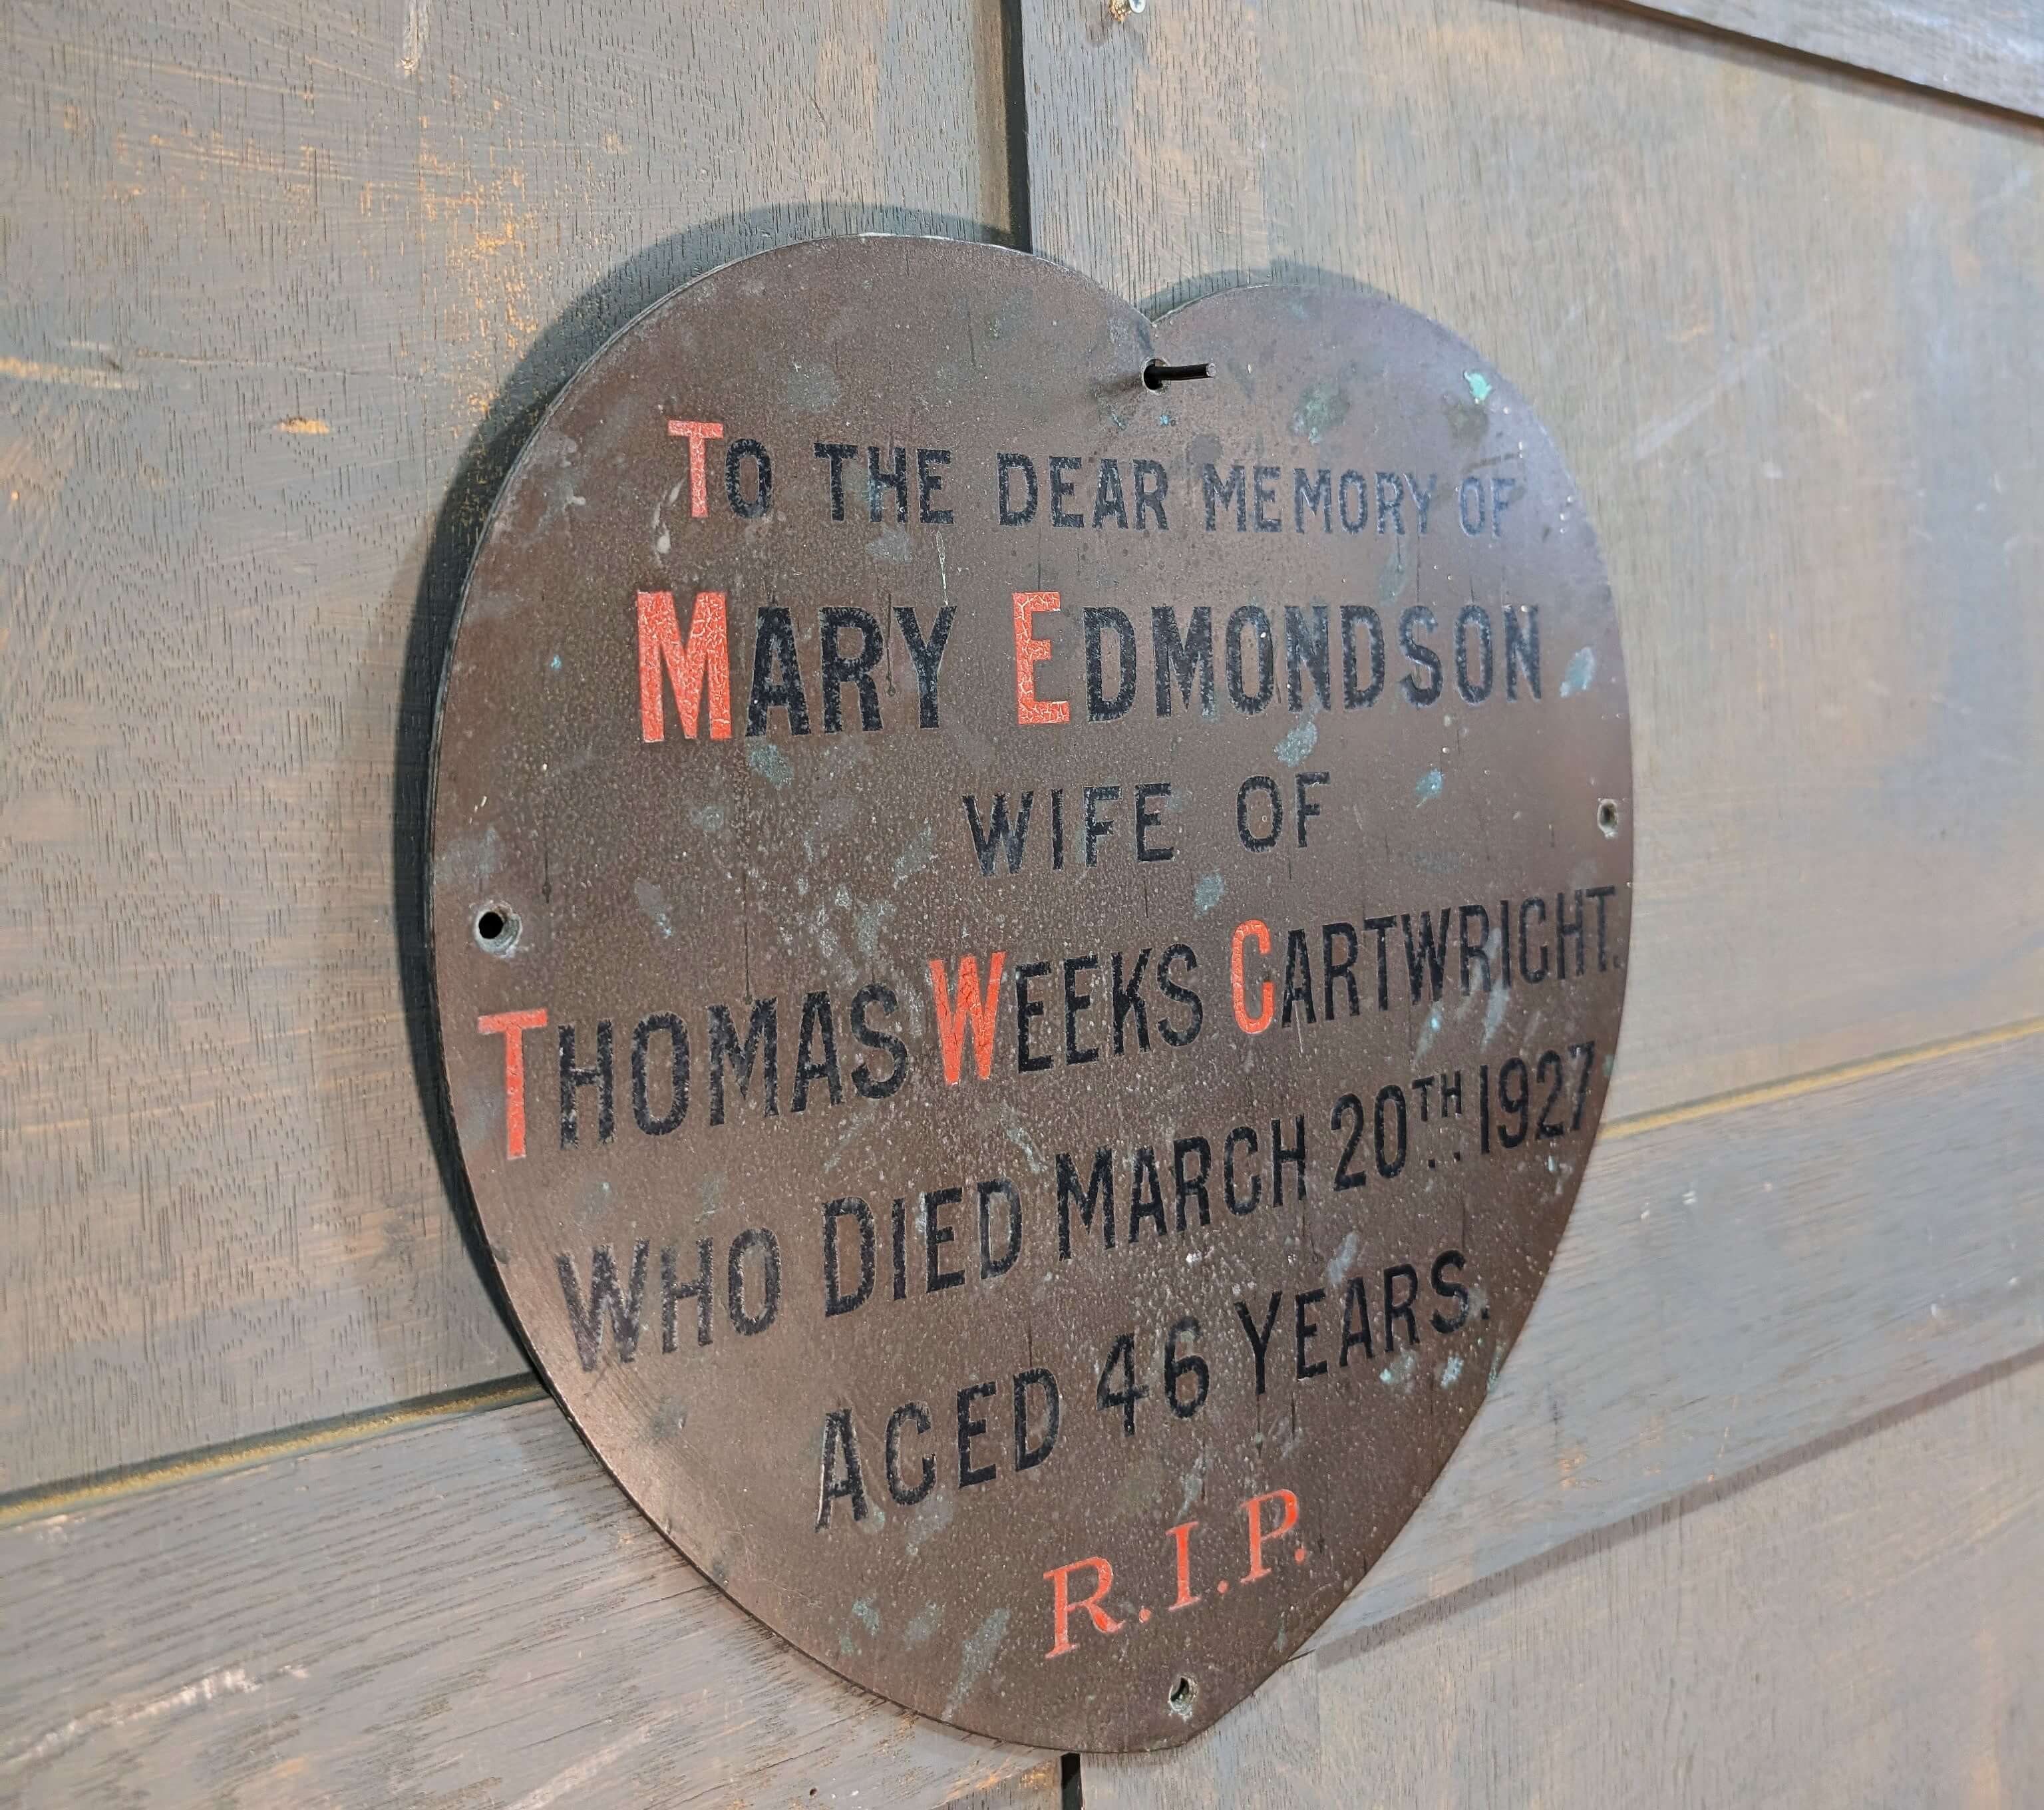 TO THE DEAR MEMORY OF
MARY EDMONDSON
WIFE OF
THOMAS WEEKS CARTWRIGHT.
WHO DIED MARCH 20TH 1927
AGED 46 YEARS.
R.I.P.